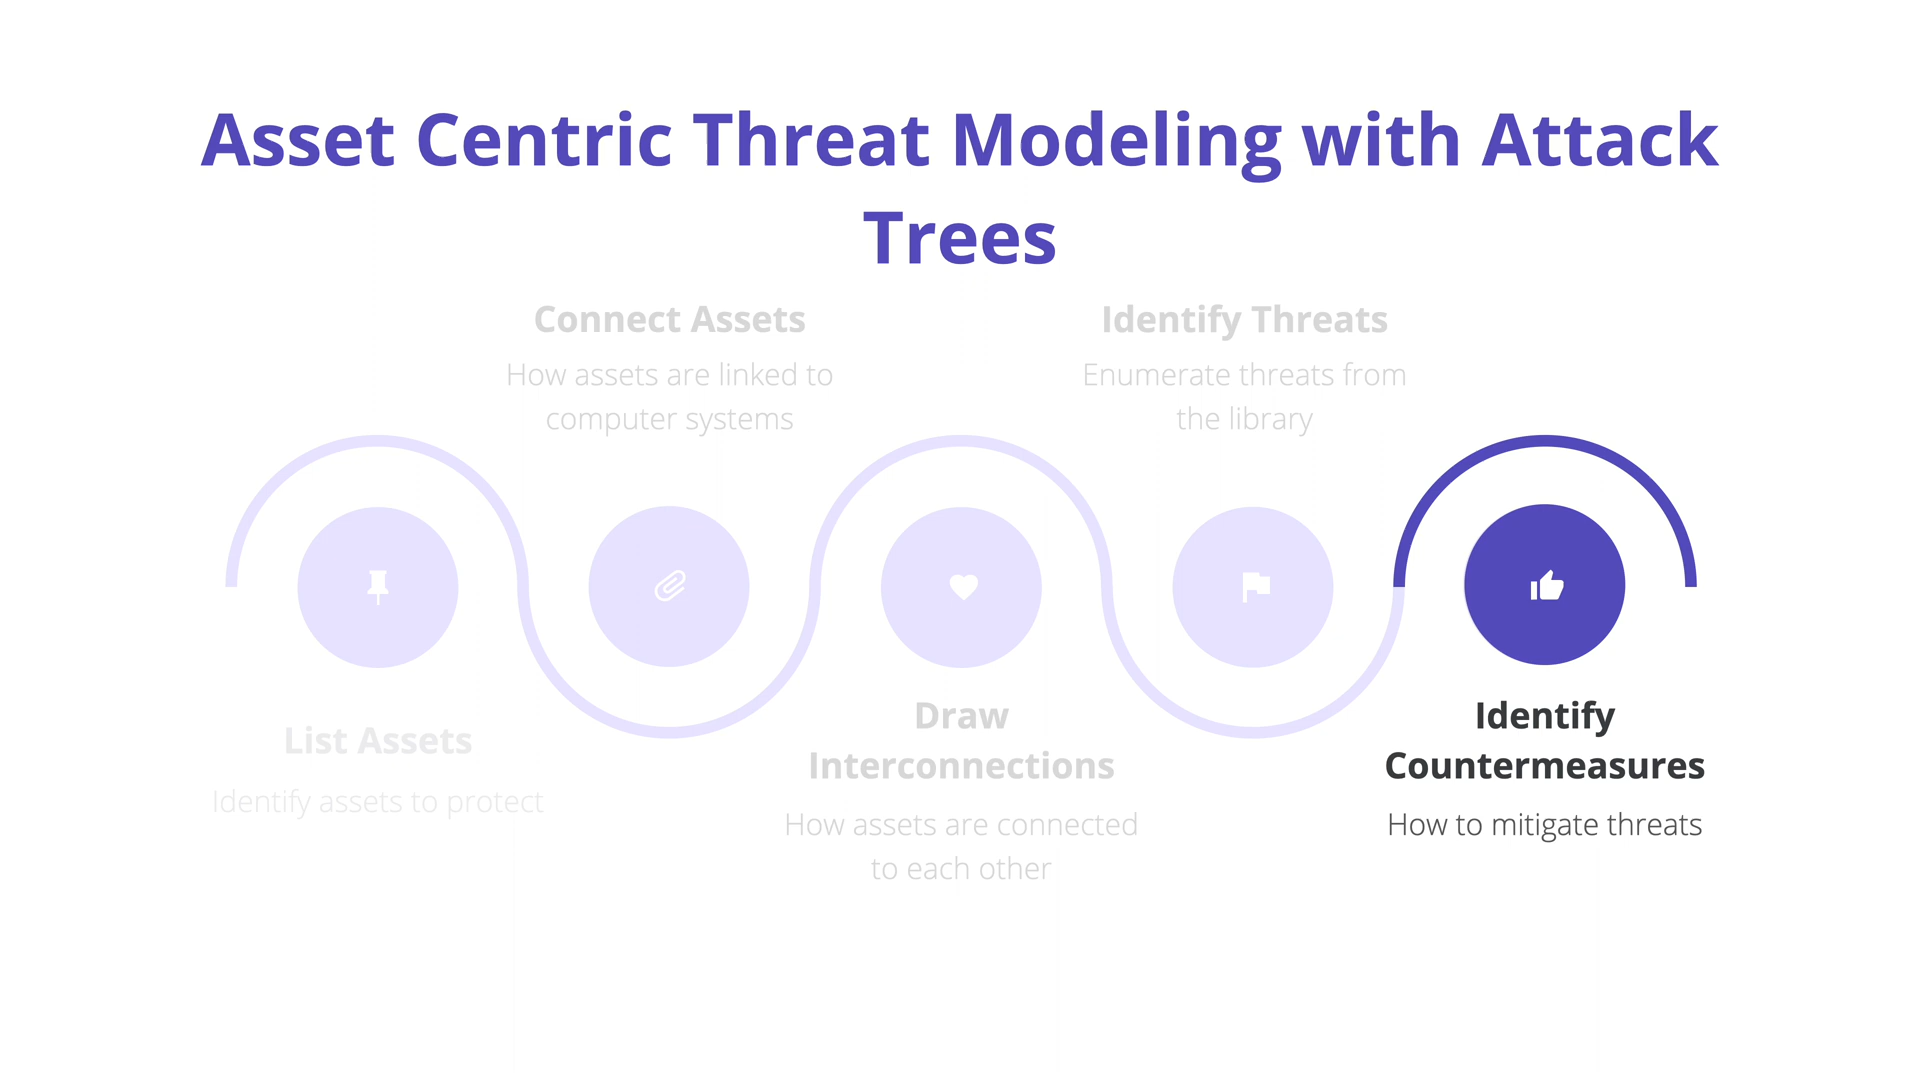 Asset Centric Threat Modeling with Attack
Trees
List Assets
Identify assets to protect
Connect Assets
How assets are linked to
computer systems
Draw
Interconnections
How assets are connected
to each other
Identify Threats
Enumerate threats from
the library
Identify
Countermeasures
How to mitigate threats